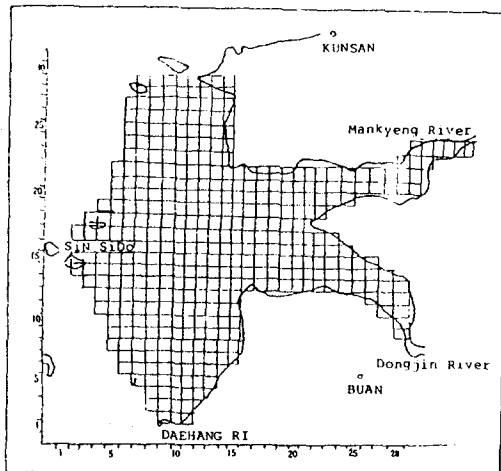 KUNSAN
Mankyeng River
SiN SiDo
Dongjin River
BUAN
DAEHANG RI
25
20
15
10
5
1
1 5 10 15 20 25 28